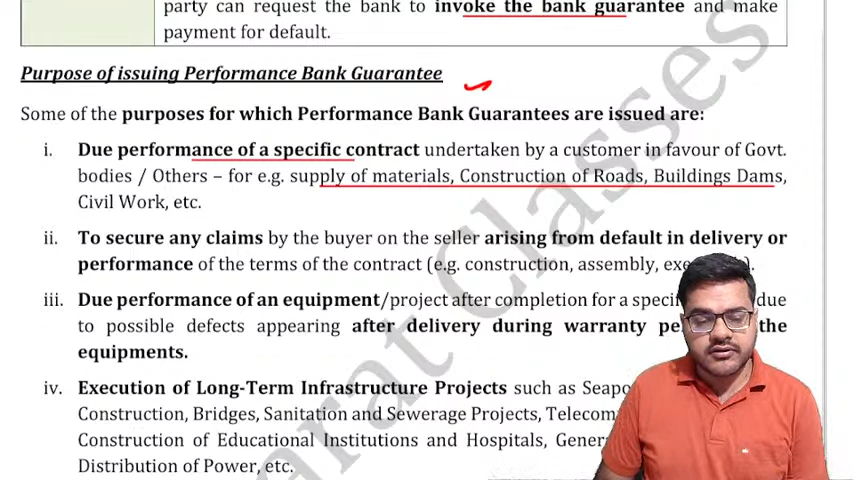 party can request the bank to invoke the bank guarantee and make
payment for default.
Purpose of issuing Performance Bank Guarantee
Some of the purposes for which Performance Bank Guarantees are issued are:
i. Due performance of a specific contract undertaken by a customer in favour of Govt.
bodies / Others – for e.g. supply of materials, Construction of Roads, Buildings Dams,
Civil Work, etc.
ii. To secure any claims by the buyer on the seller arising from default in delivery or
performance of the terms of the contract (e.g. construction, assembly,
iii. Due performance of an equipment/project after completion for a due
to possible defects appearing after delivery during warranty the
equipments.
iv. Execution of Long-Term Infrastructure Projects such as
Construction, Bridges, Sanitation and Sewerage Projects,
Construction of Educational Institutions and Hospitals,
Distribution of Power, etc.
arat Classes